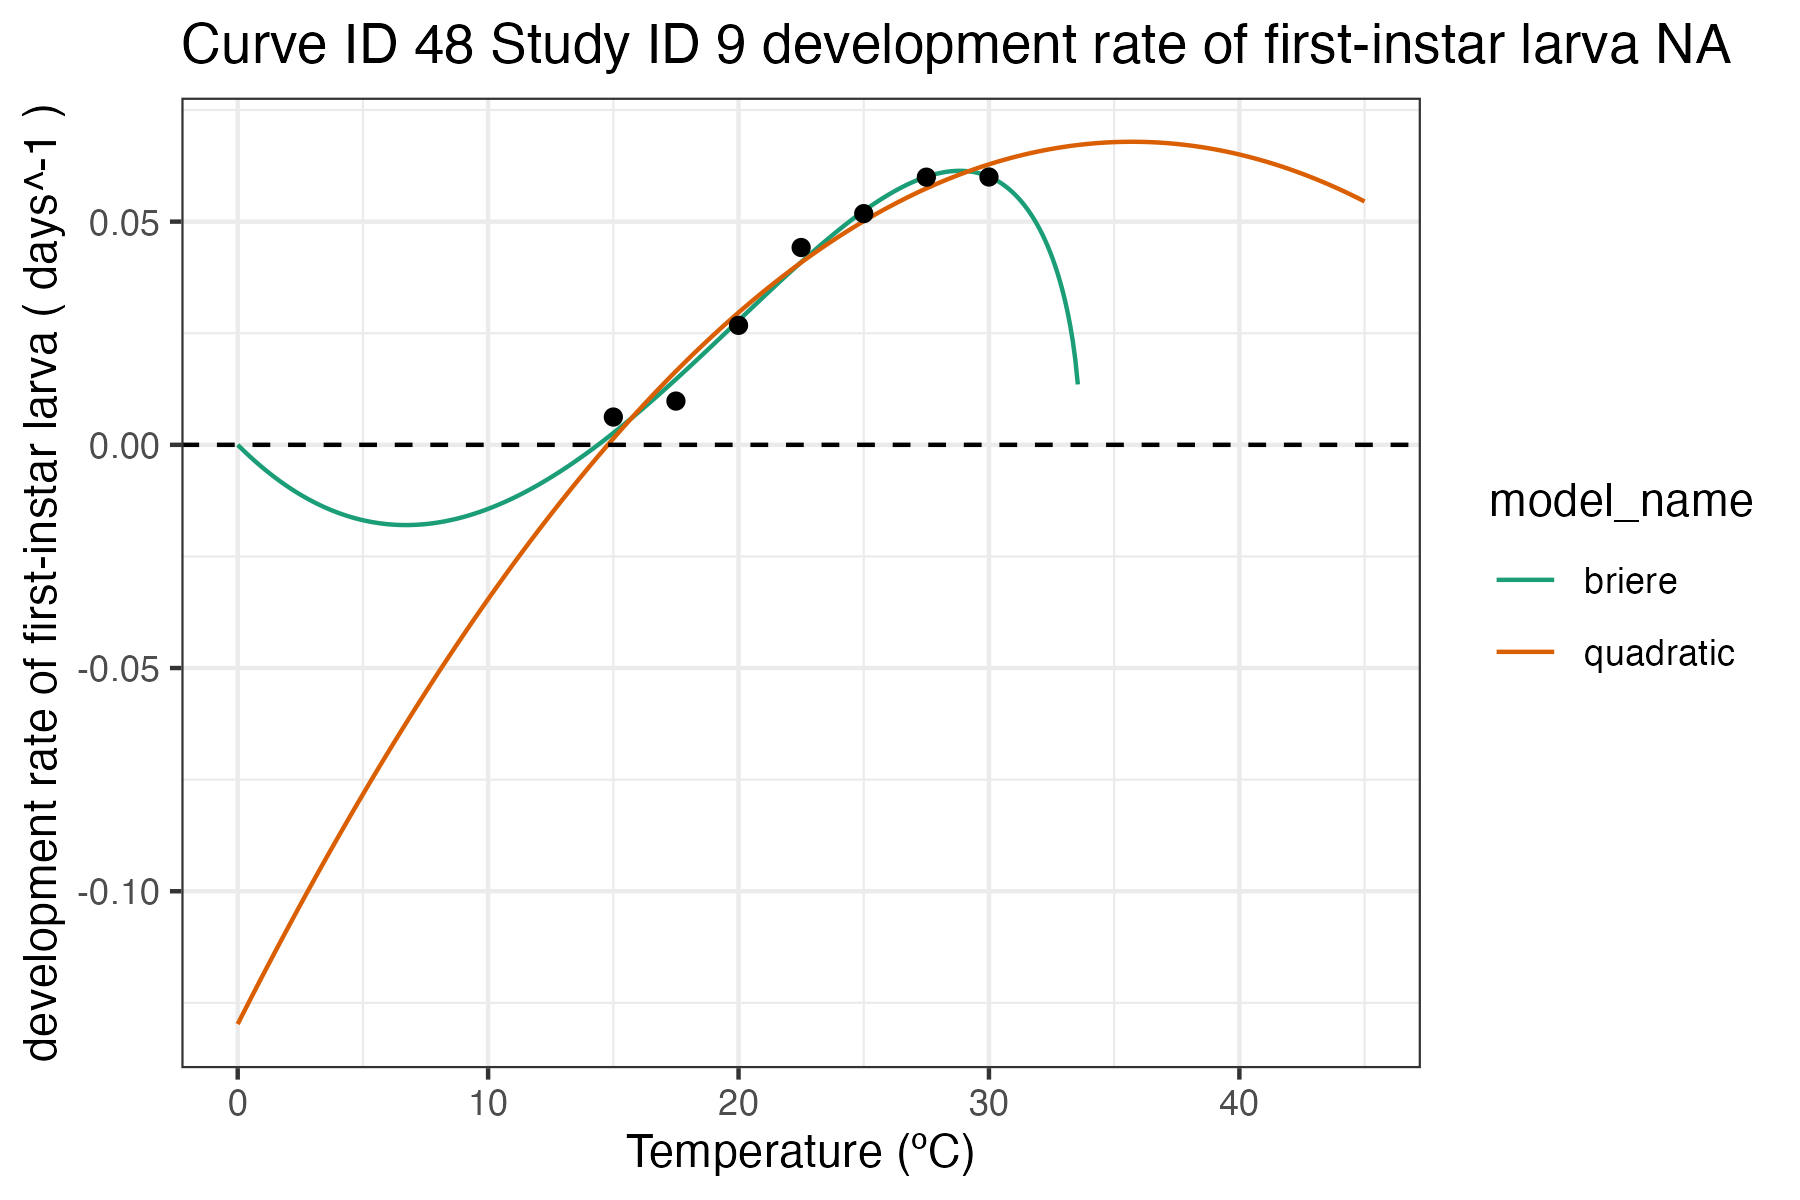 Curve ID 48 Study ID 9 development rate of first-instar larva NA
development rate of first-instar larva ( days^-1 )
0.05
0.00
-0.05
-0.10
0
10
20
30
40
Temperature (ºC)
model_name
briere
quadratic